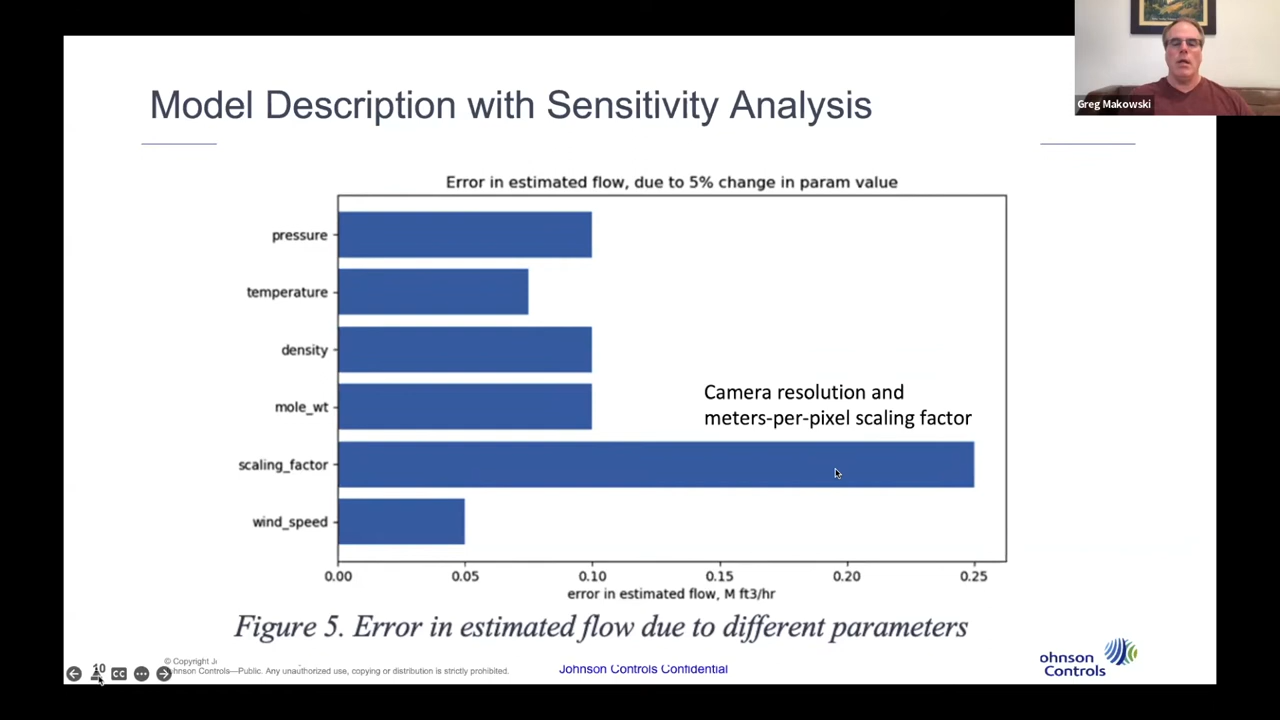 Model Description with Sensitivity Analysis
Greg Makowski
Error in estimated flow, due to 5% change in param value
pressure
temperature
density
mole_wt
scaling_factor
wind_speed
Camera resolution and
meters-per-pixel scaling factor
0.00 0.05 0.10 0.15 0.20 0.25
error in estimated flow, M ft3/hr
Figure 5. Error in estimated flow due to different parameters
10
CC
© Copyright
ohnson Controls—Public. Any unauthorized use, copying or distribution is strictly prohibited.
Johnson Controls Confidential
ohnson
Controls